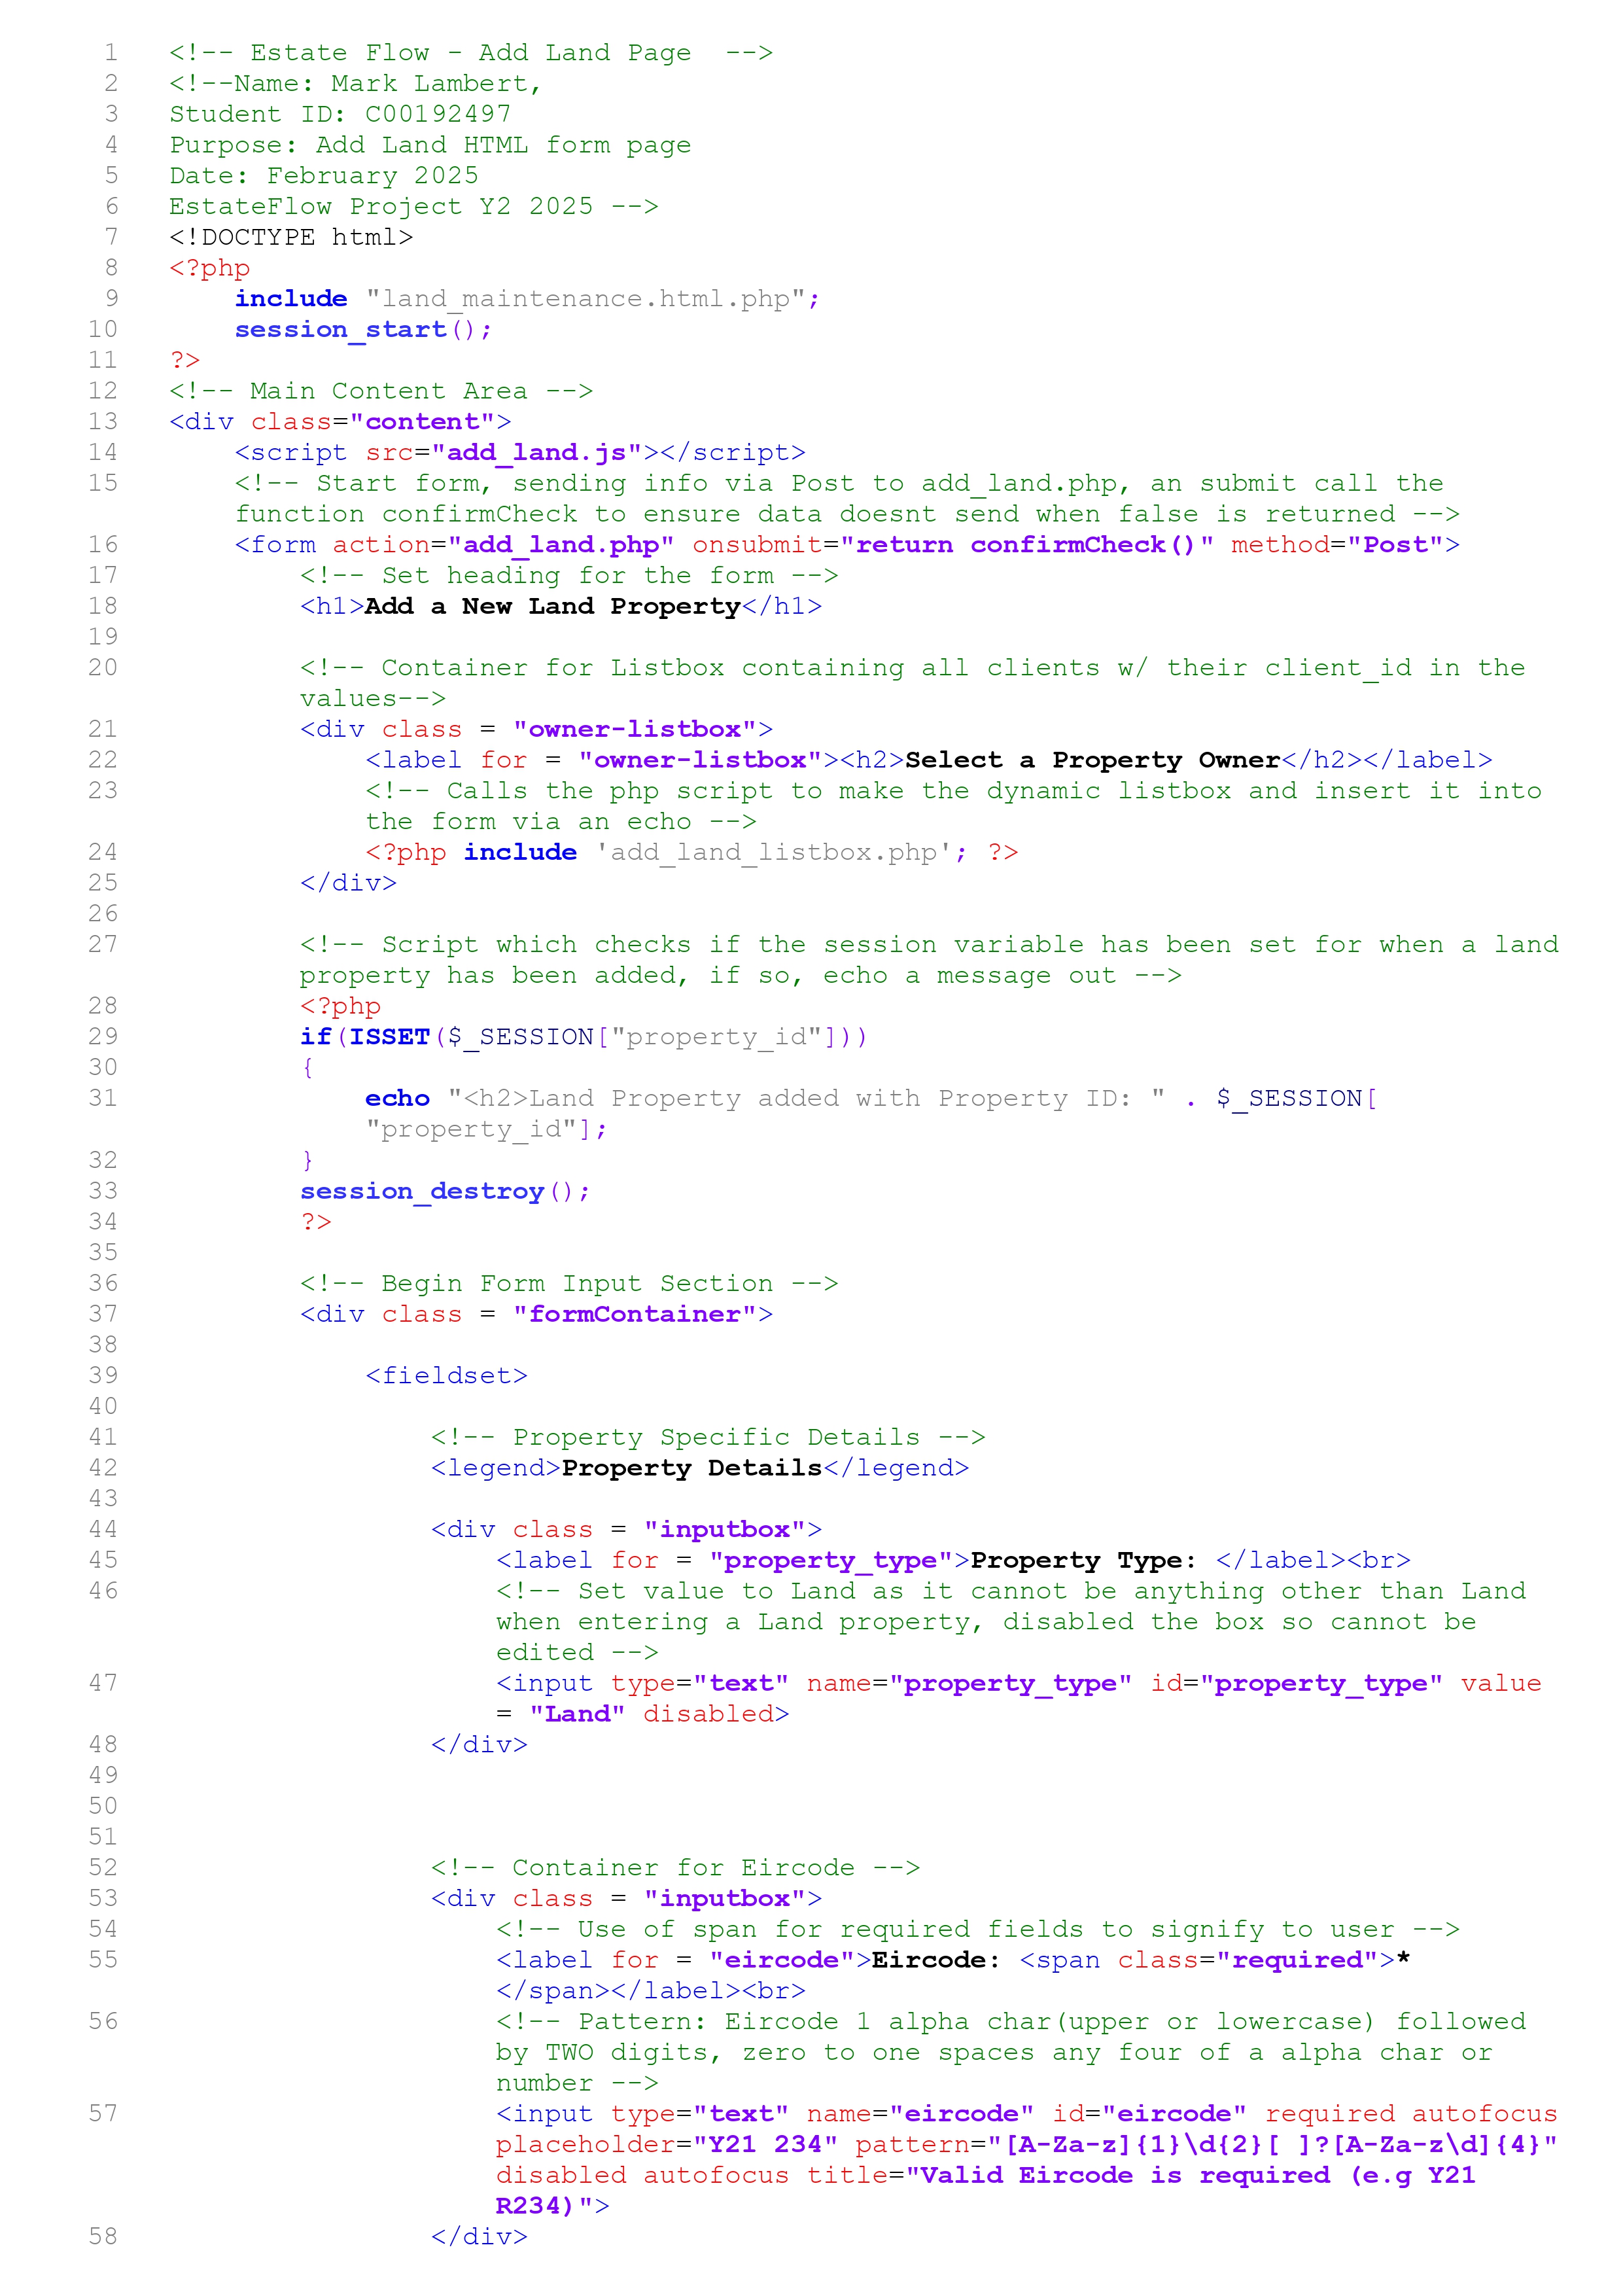 1 <!-- Estate Flow - Add Land Page  -->
2 <!--Name: Mark Lambert,
3 Student ID: C00192497
4 Purpose: Add Land HTML form page
5 Date: February 2025
6 EstateFlow Project Y2 2025 -->
7 <!DOCTYPE html>
8 <?php
9     include "land_maintenance.html.php";
10     session_start();
11 ?>
12 <!-- Main Content Area -->
13 <div class="content">
14     <script src="add_land.js"></script>
15     <!-- Start form, sending info via Post to add_land.php, an submit call the
function confirmCheck to ensure data doesnt send when false is returned -->
16     <form action="add_land.php" onsubmit="return confirmCheck()" method="Post">
17         <!-- Set heading for the form -->
18         <h1>Add a New Land Property</h1>
19
20         <!-- Container for Listbox containing all clients w/ their client_id in the
values-->
21         <div class = "owner-listbox">
22             <label for = "owner-listbox"><h2>Select a Property Owner</h2></label>
23             <!-- Calls the php script to make the dynamic listbox and insert it into
the form via an echo -->
24             <?php include 'add_land_listbox.php'; ?>
25         </div>
26
27         <!-- Script which checks if the session variable has been set for when a land
property has been added, if so, echo a message out -->
28         <?php
29         if(ISSET($_SESSION["property_id"]))
30         {
31             echo "<h2>Land Property added with Property ID: " . $_SESSION[
"property_id"];
32         }
33         session_destroy();
34         ?>
35
36         <!-- Begin Form Input Section -->
37         <div class = "formContainer">
38
39             <fieldset>
40
41                 <!-- Property Specific Details -->
42                 <legend>Property Details</legend>
43
44                 <div class = "inputbox">
45                     <label for = "property_type">Property Type: </label><br>
46                     <!-- Set value to Land as it cannot be anything other than Land
when entering a Land property, disabled the box so cannot be
edited -->
47                     <input type="text" name="property_type" id="property_type" value
= "Land" disabled>
48                 </div>
49
50
51
52                 <!-- Container for Eircode -->
53                 <div class = "inputbox">
54                     <!-- Use of span for required fields to signify to user -->
55                     <label for = "eircode">Eircode: <span class="required">*
</span></label><br>
56                     <!-- Pattern: Eircode 1 alpha char(upper or lowercase) followed
by TWO digits, zero to one spaces any four of a alpha char or
number -->
57                     <input type="text" name="eircode" id="eircode" required autofocus
placeholder="Y21 234" pattern="[A-Za-z]{1}\d{2}[ ]?[A-Za-z\d]{4}"
disabled autofocus title="Valid Eircode is required (e.g Y21
R234)">
58                 </div>